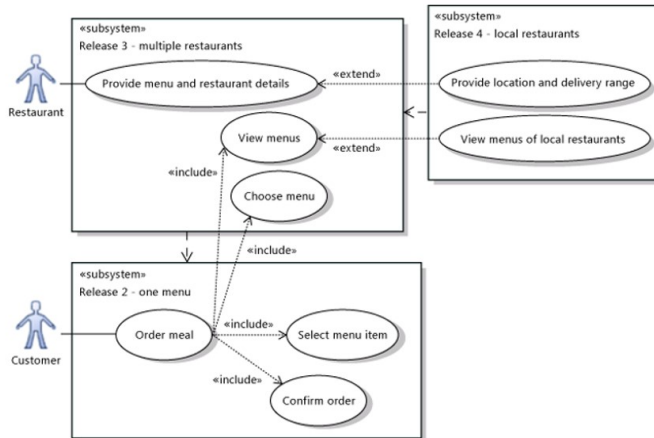 «subsystem»
Release 3 - multiple restaurants
«subsystem»
Release 4 - local restaurants
Restaurant
Provide menu and restaurant details
«extend»
Provide location and delivery range
View menus
«extend»
View menus of local restaurants
«include»
Choose menu
«include»
«subsystem»
Release 2 - one menu
Customer
Order meal
«include»
Select menu item
«include»
Confirm order